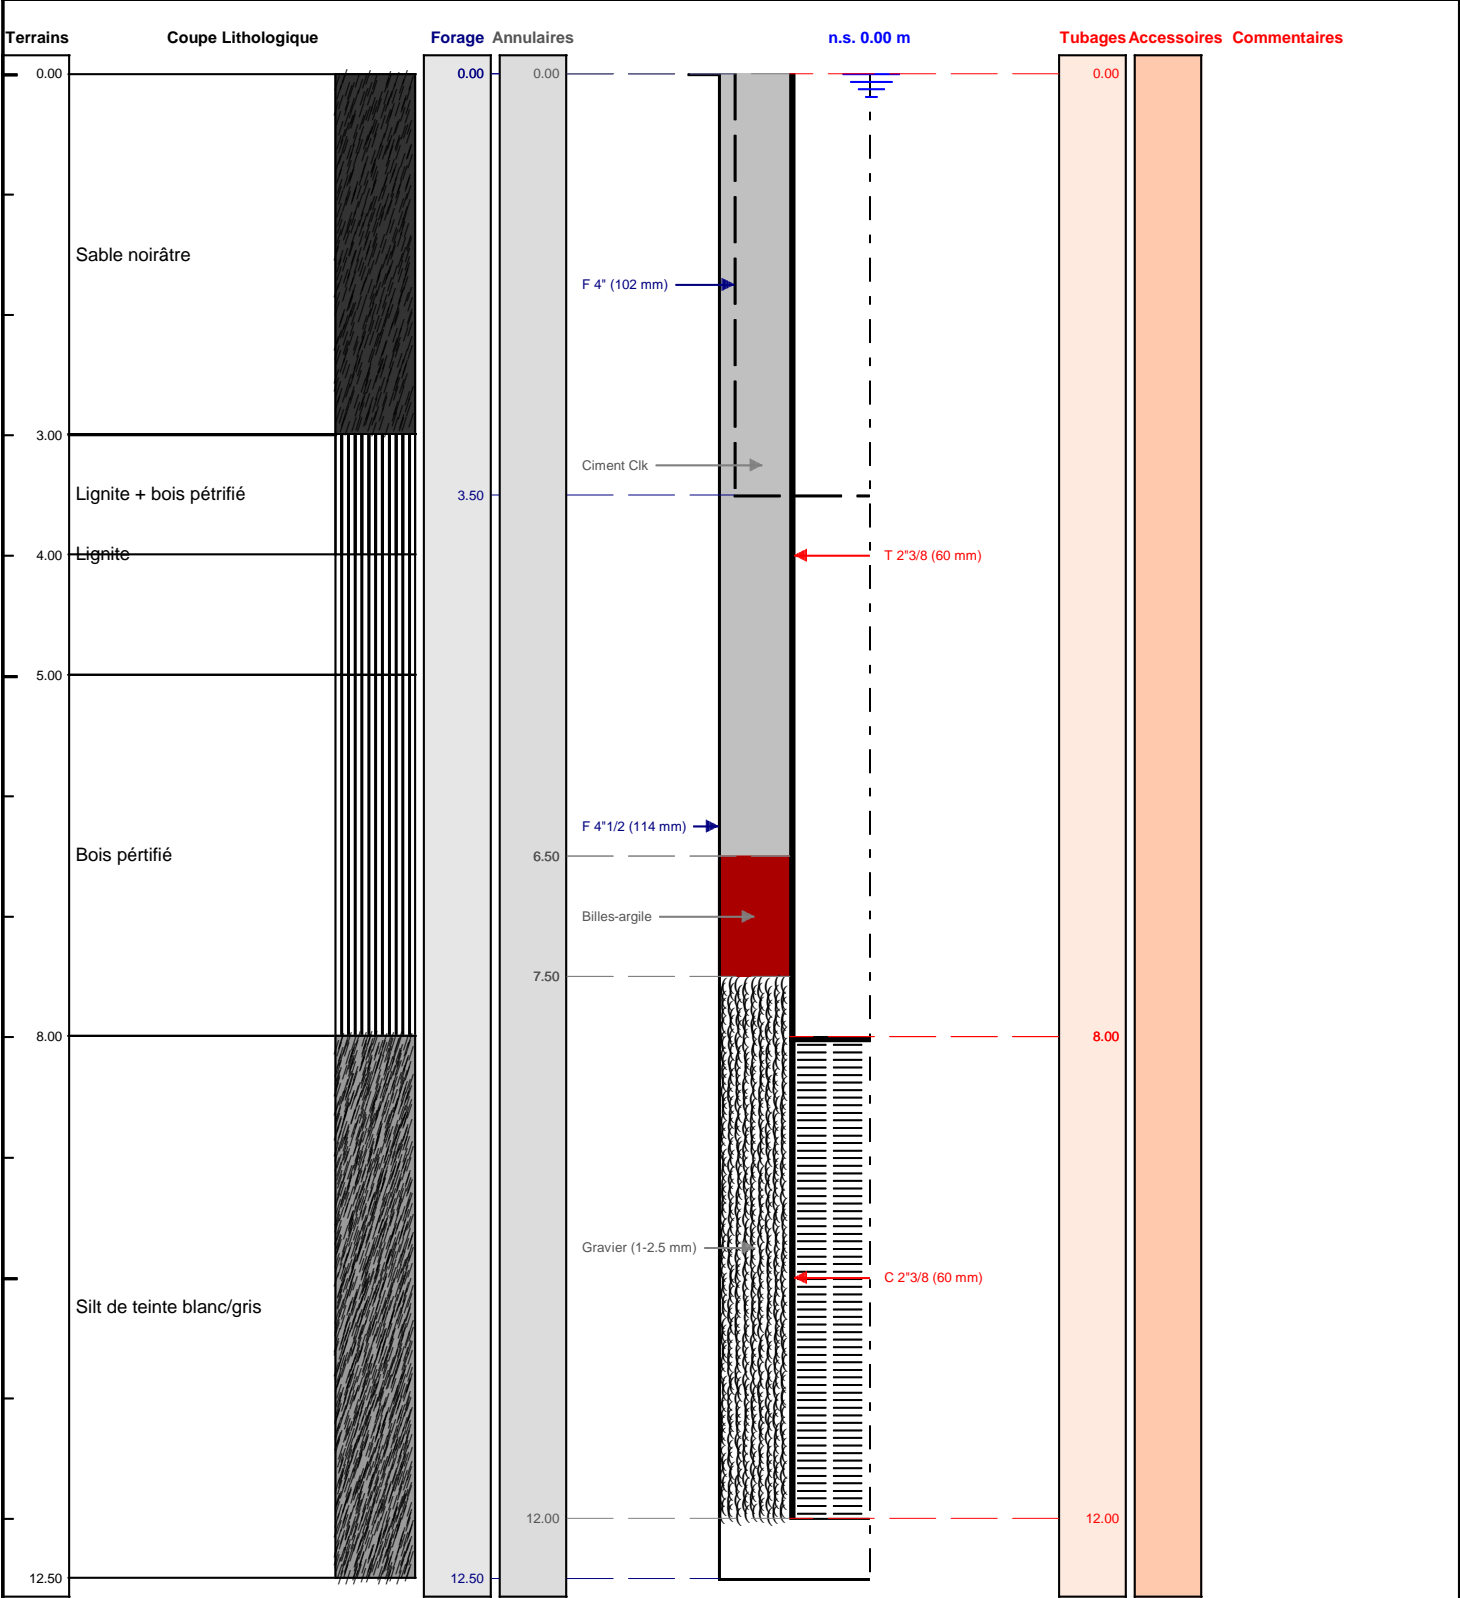 Terrains Coupe Lithologique Forage Annulaires n.s. 0.00 m Tubages Accessoires Commentaires
0.00 0.00 0.00 0.00
Sable noirâtre
F 4" (102 mm)
3.00
Ciment Clk
Lignite + bois pétrifié 3.50
4.00 Lignite T 2"3/8 (60 mm)
5.00
F 4"1/2 (114 mm)
Bois pértifié 6.50
Billes-argile
7.50
8.00 8.00
Gravier (1-2.5 mm)
C 2"3/8 (60 mm)
Silt de teinte blanc/gris
12.00 12.00
12.50 12.50